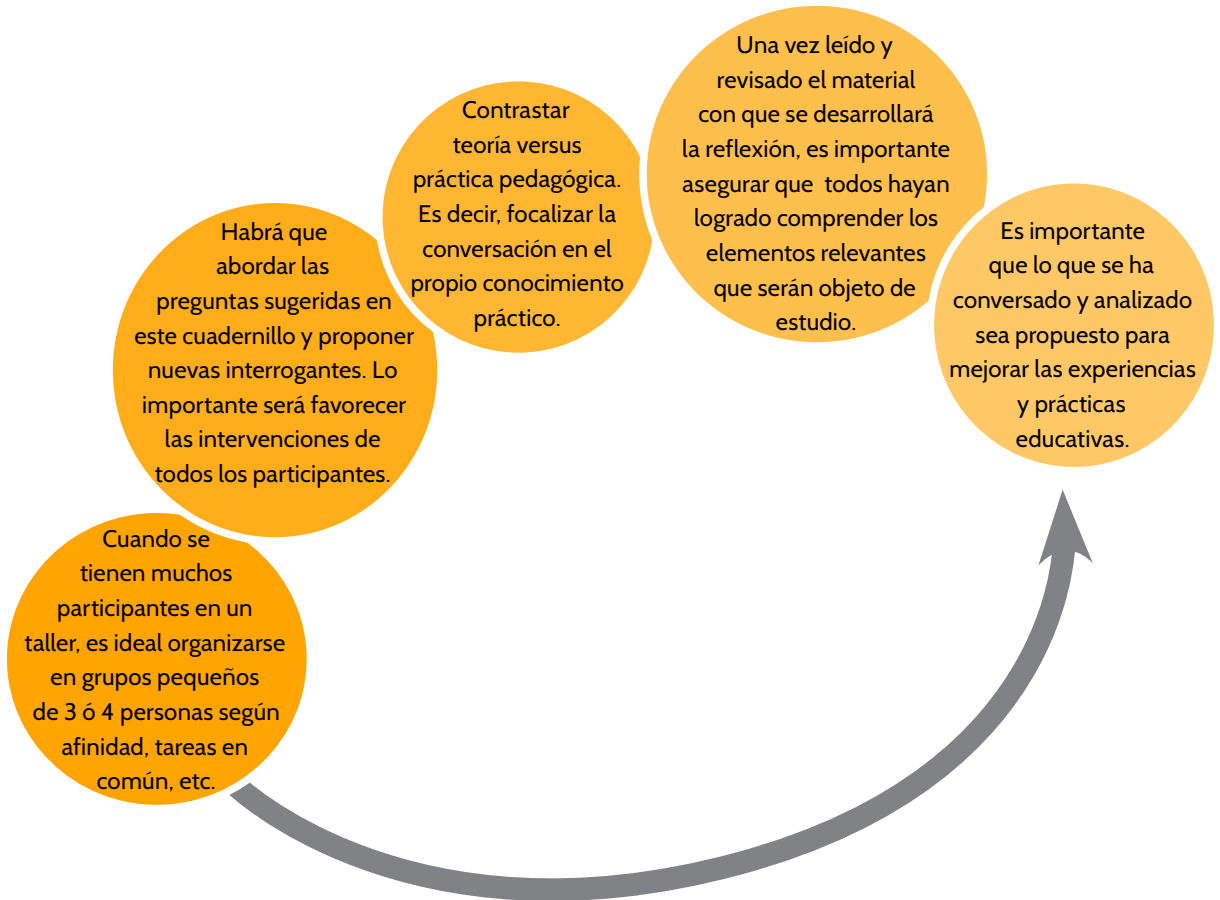 Cuando se
tienen muchos
participantes en un
taller, es ideal organizarse
en grupos pequeños
de 3 ó 4 personas según
afinidad, tareas en
común, etc.
Habrá que
abordar las
preguntas sugeridas en
este cuadernillo y proponer
nuevas interrogantes. Lo
importante será favorecer
las intervenciones de
todos los participantes.
Contrastar
teoría versus
práctica pedagógica.
Es decir, focalizar la
conversación en el
propio conocimiento
práctico.
Una vez leído y
revisado el material
con que se desarrollará
la reflexión, es importante
asegurar que todos hayan
logrado comprender los
elementos relevantes
que serán objeto de
estudio.
Es importante
que lo que se ha
conversado y analizado
sea propuesto para
mejorar las experiencias
y prácticas
educativas.